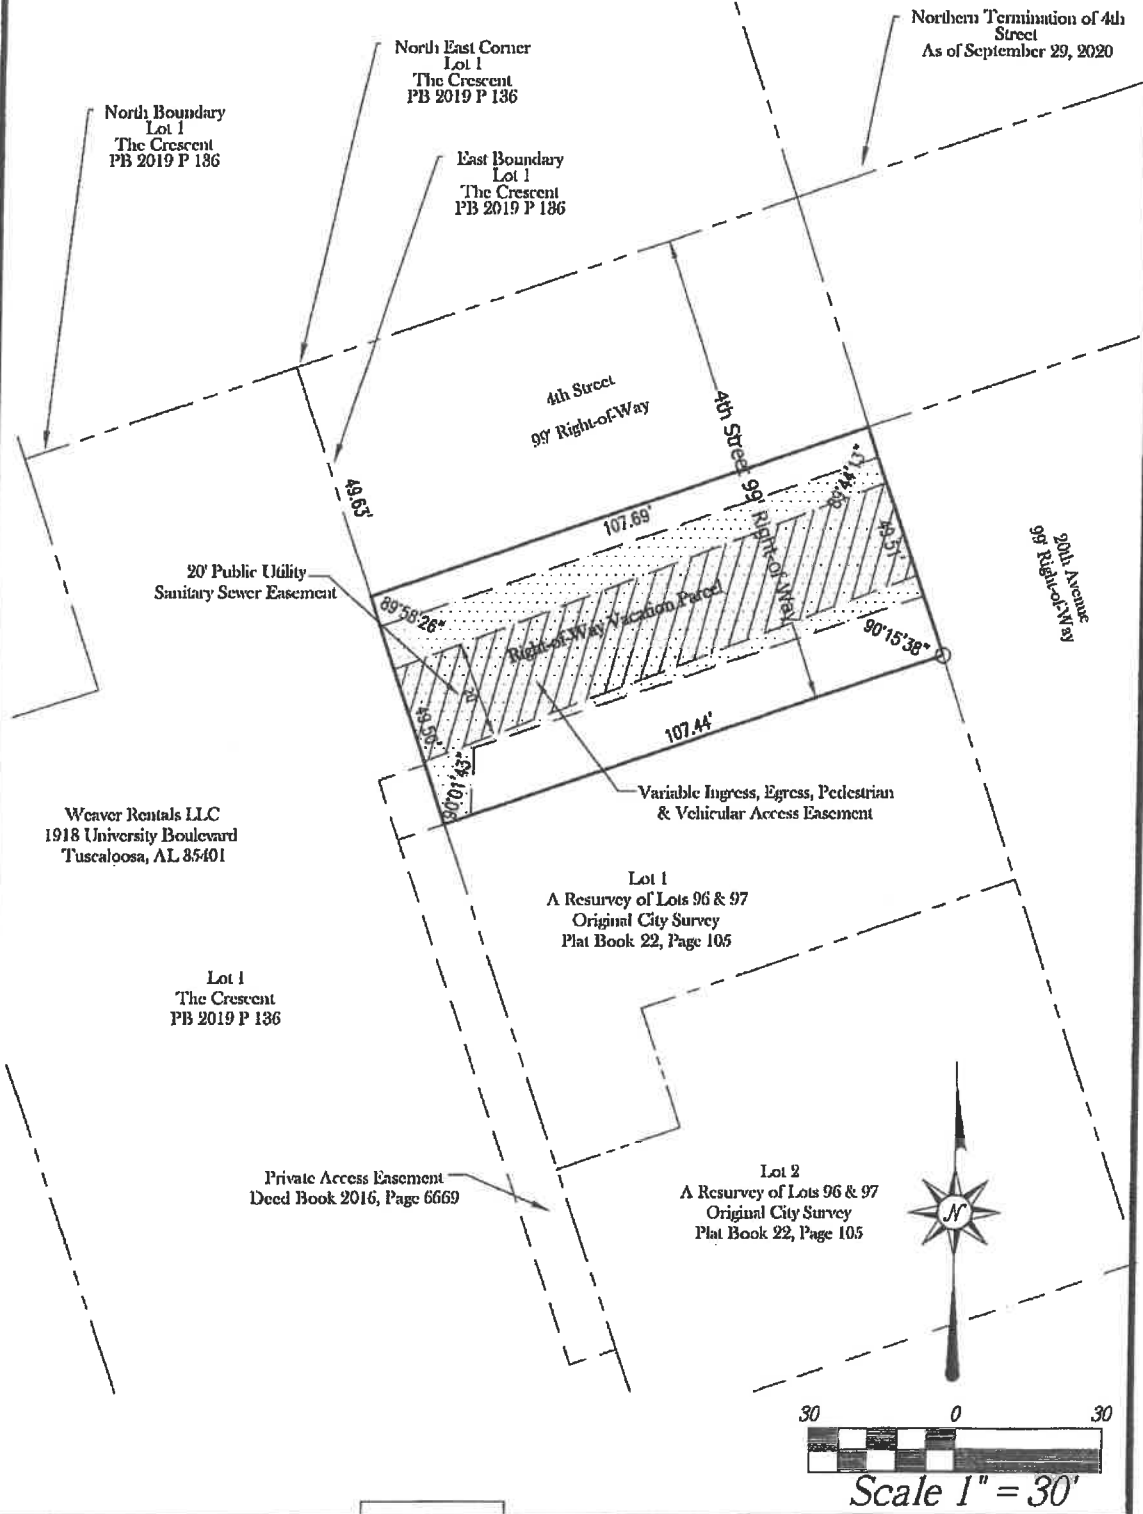 Northern Termination of 4th
Street
As of September 29, 2020
North East Corner
Lot 1
The Crescent
PB 2019 P 136
North Boundary
Lot 1
The Crescent
PB 2019 P 136
East Boundary
Lot 1
The Crescent
PB 2019 P 136
4th Street
99' Right-of-Way
4th Street 99' Right-of-Way
49.63'
107.69'
89°44'13"
49.51'
20th Avenue
99' Right-of-Way
20' Public Utility
Sanitary Sewer Easement
89°58'26"
Right-of-Way Vacation Parcel
90°15'38"
20'
49.50'
107.44'
90°01'43"
Variable Ingress, Egress, Pedestrian
& Vehicular Access Easement
Weaver Rentals LLC
1918 University Boulevard
Tuscaloosa, AL 35401
Lot 1
A Resurvey of Lots 96 & 97
Original City Survey
Plat Book 22, Page 105
Lot 1
The Crescent
PB 2019 P 136
Private Access Easement
Deed Book 2016, Page 6669
Lot 2
A Resurvey of Lots 96 & 97
Original City Survey
Plat Book 22, Page 105
N
30 0 30
Scale 1" = 30'